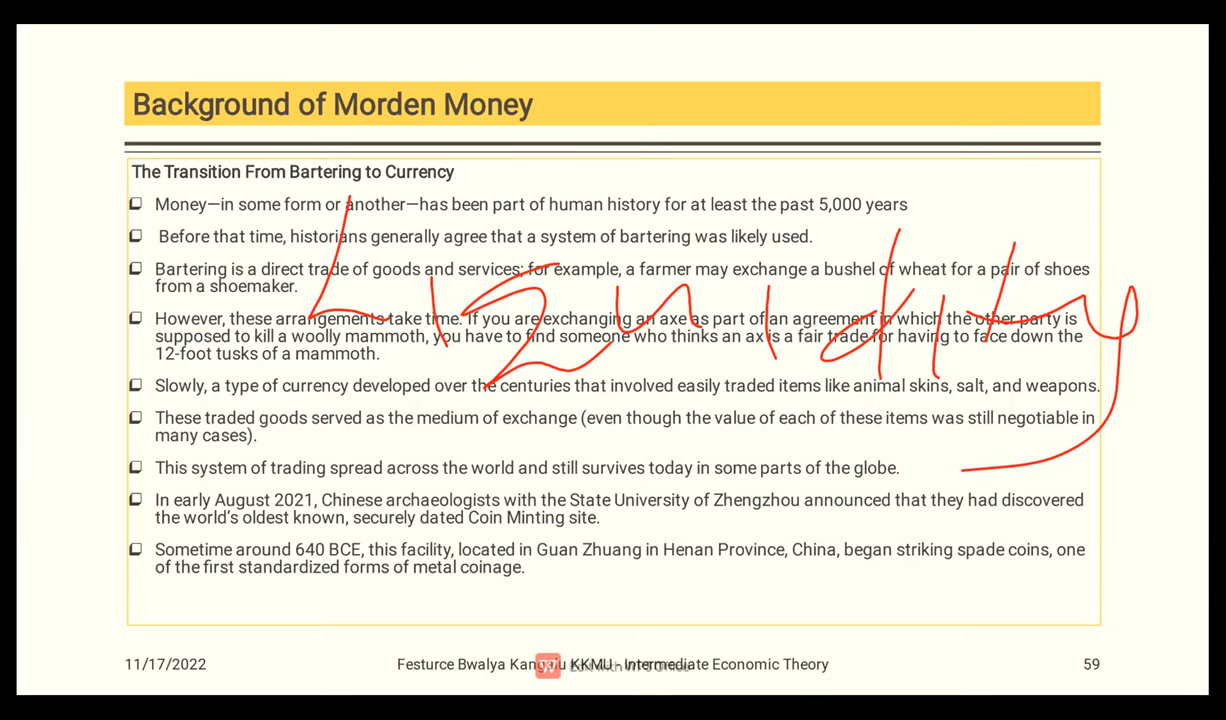 Background of Morden Money
The Transition From Bartering to Currency
Money—in some form or another—has been part of human history for at least the past 5,000 years
Before that time, historians generally agree that a system of bartering was likely used.
Bartering is a direct trade of goods and services; for example, a farmer may exchange a bushel of wheat for a pair of shoes
from a shoemaker.
However, these arrangements take time. If you are exchanging an axe as part of an agreement in which the other party is
supposed to kill a woolly mammoth, you have to find someone who thinks an ax is a fair trade for having to face down the
12-foot tusks of a mammoth.
Slowly, a type of currency developed over the centuries that involved easily traded items like animal skins, salt, and weapons.
These traded goods served as the medium of exchange (even though the value of each of these items was still negotiable in
many cases).
This system of trading spread across the world and still survives today in some parts of the globe.
In early August 2021, Chinese archaeologists with the State University of Zhengzhou announced that they had discovered
the world's oldest known, securely dated Coin Minting site.
Sometime around 640 BCE, this facility, located in Guan Zhuang in Henan Province, China, began striking spade coins, one
of the first standardized forms of metal coinage.
11/17/2022 Festurce Bwalya KKMU - Intermediate Economic Theory 59